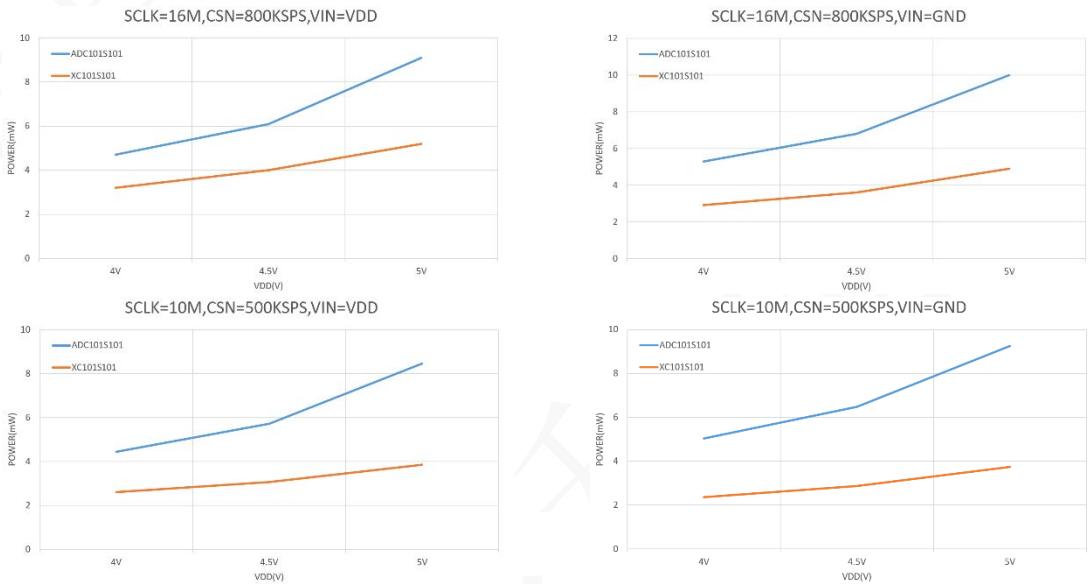 SCLK=16M,CSN=800KSPS,VIN=VDD
10
8
6
4
2
0
POWER(mW)
ADC101S101
XC101S101
4V
4.5V
5V
VDD(V)
SCLK=16M,CSN=800KSPS,VIN=GND
12
10
8
6
4
2
0
POWER(mW)
ADC101S101
XC101S101
4V
4.5V
5V
VDD(V)
SCLK=10M,CSN=500KSPS,VIN=VDD
10
8
6
4
2
0
POWER(mW)
ADC101S101
XC101S101
4V
4.5V
5V
VDD(V)
SCLK=10M,CSN=500KSPS,VIN=GND
10
8
6
4
2
0
POWER(mW)
ADC101S101
XC101S101
4V
4.5V
5V
VDD(V)